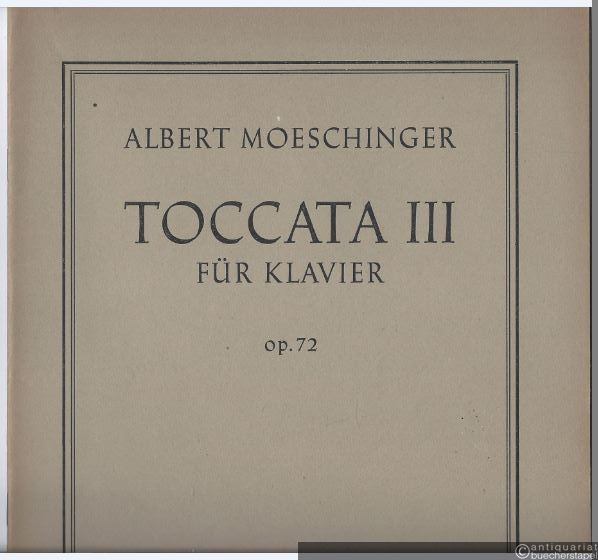 ALBERT MOESCHINGER
TOCCATA III
FÜR KLAVIER
op. 72
antiquariat
buecherstapel